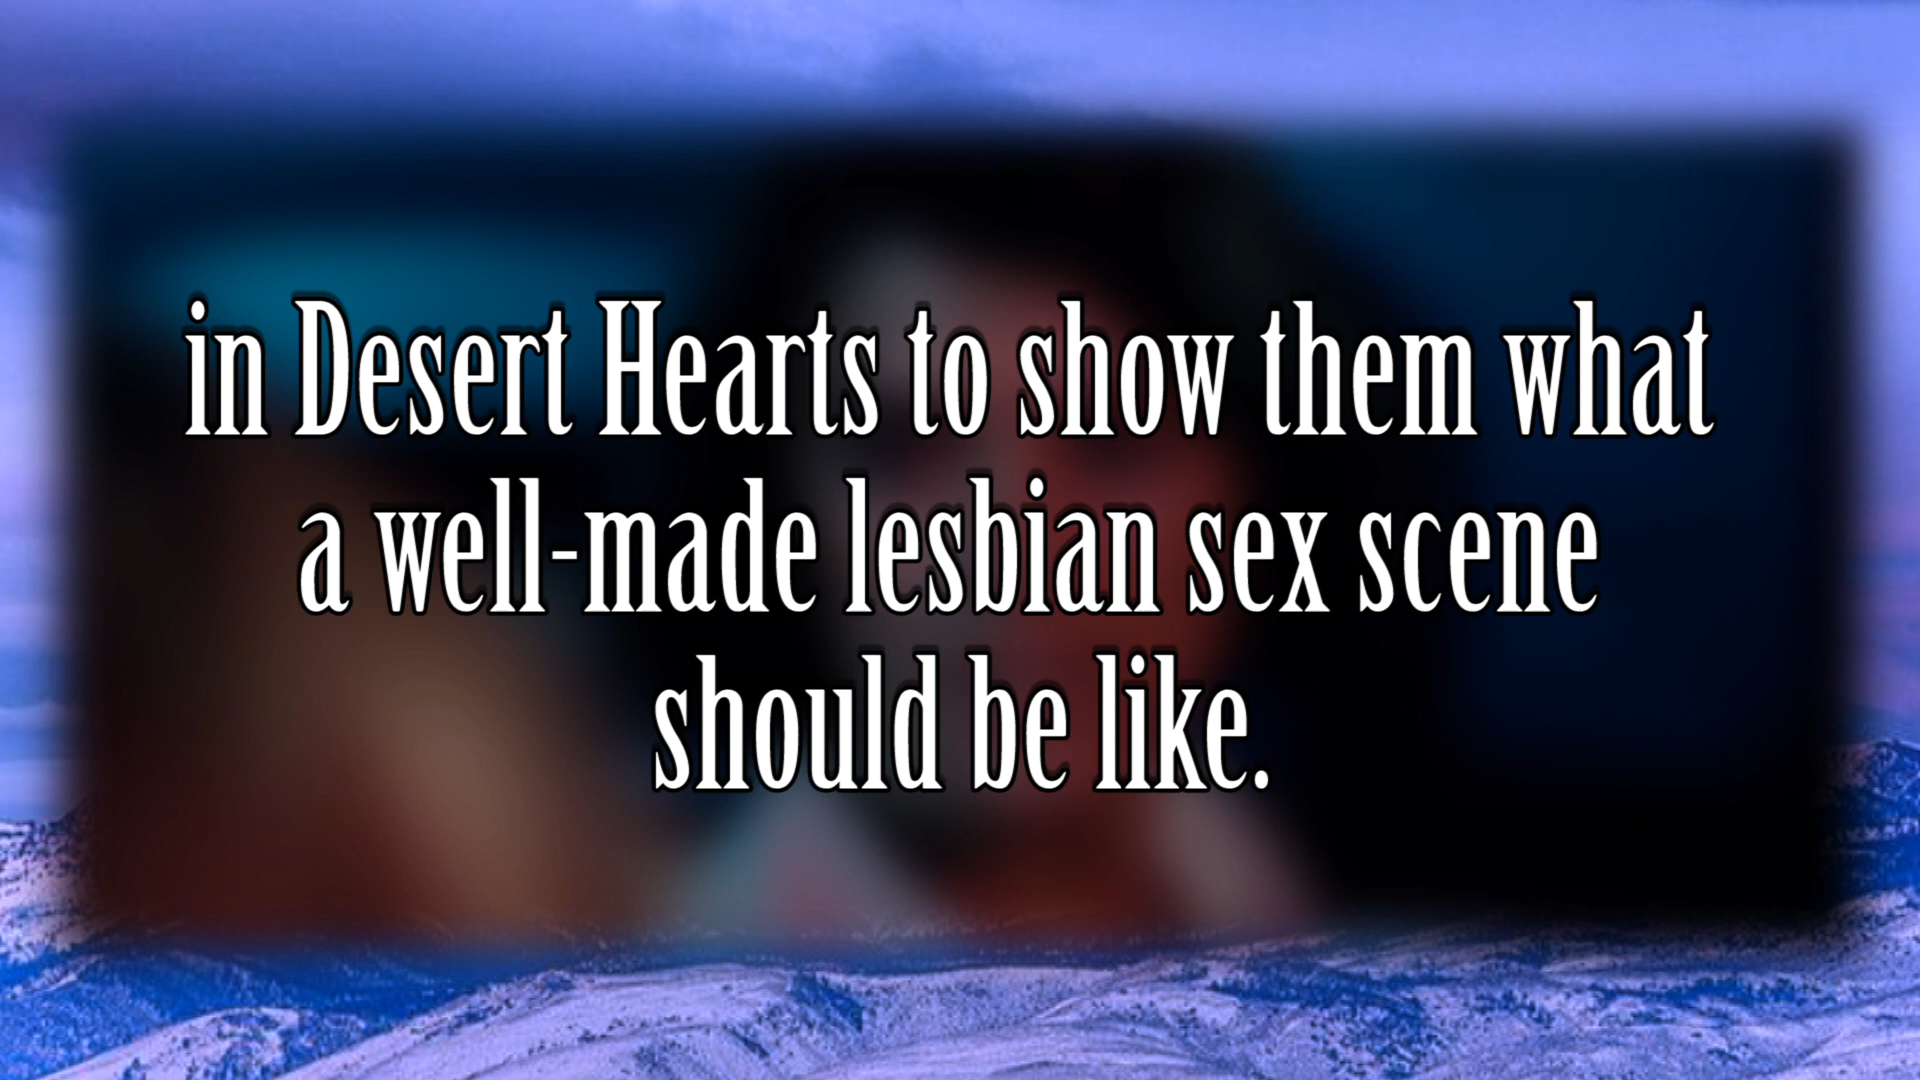 in Desert Hearts to show them what
a well-made lesbian sex scene
should be like.